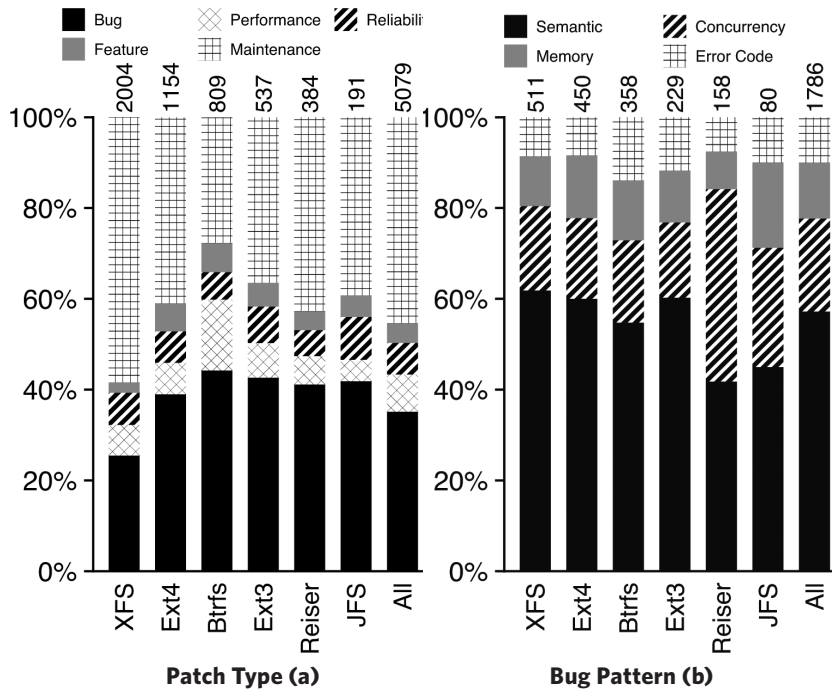 Bug Performance Reliabili
Feature Maintenance
2004 1154 809 537 384 191 5079
100%
80%
60%
40%
20%
0%
XFS Ext4 Btrfs Ext3 Reiser JFS All
Patch Type (a)
Semantic Concurrency
Memory Error Code
511 450 358 229 158 80 1786
100%
80%
60%
40%
20%
0%
XFS Ext4 Btrfs Ext3 Reiser JFS All
Bug Pattern (b)